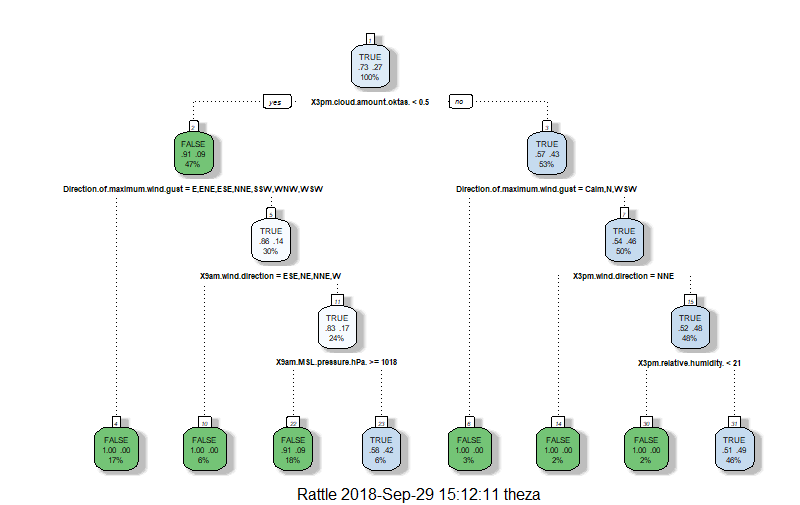 1
TRUE
.73 .27
100%
yes
X3pm.cloud.amount.oktas. < 0.5
no
2
FALSE
.91 .09
47%
3
TRUE
.57 .43
53%
Direction.of.maximum.wind.gust = E,ENE,ESE,NNE,SSW,WNW,WSW
Direction.of.maximum.wind.gust = Calm,N,WSW
5
TRUE
.86 .14
30%
7
TRUE
.54 .46
50%
X9am.wind.direction = ESE,NE,NNE,W
X3pm.wind.direction = NNE
11
TRUE
.83 .17
24%
15
TRUE
.52 .48
48%
X9am.MSL.pressure.hPa. >= 1018
X3pm.relative.humidity. < 21
4
FALSE
1.00 .00
17%
10
FALSE
1.00 .00
6%
22
FALSE
.91 .09
18%
23
TRUE
.58 .42
6%
6
FALSE
1.00 .00
3%
14
FALSE
1.00 .00
2%
30
FALSE
1.00 .00
2%
31
TRUE
.51 .49
46%
Rattle 2018-Sep-29 15:12:11 theza